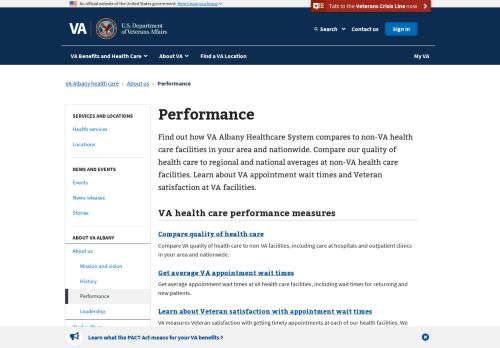 An official website of the United States government Here's how you know
Talk to the Veterans Crisis Line now
VA
U.S. Department
of Veterans Affairs
Search
Contact us
Sign in
VA Benefits and Health Care
About VA
Find a VA Location
My VA
VA Albany health care
About us
Performance
SERVICES AND LOCATIONS
Health services
Locations
NEWS AND EVENTS
Events
News releases
Stories
ABOUT VA ALBANY
About us
Mission and vision
History
Performance
Leadership
Performance
Find out how VA Albany Healthcare System compares to non-VA health
care facilities in your area and nationwide. Compare our quality of
health care to regional and national averages at non-VA health care
facilities. Learn about VA appointment wait times and Veteran
satisfaction at VA facilities.
VA health care performance measures
Compare quality of health care
Compare VA quality of health care to non-VA facilities, including care at hospitals and outpatient clinics
in your area and nationwide.
Get average VA appointment wait times
Get average appointment wait times at VA health care facilities, including wait times for returning and
new patients.
Learn about Veteran satisfaction with appointment wait times
VA measures Veteran satisfaction with getting timely appointments at each of our health facilities. We
Learn what the PACT Act means for your VA benefits